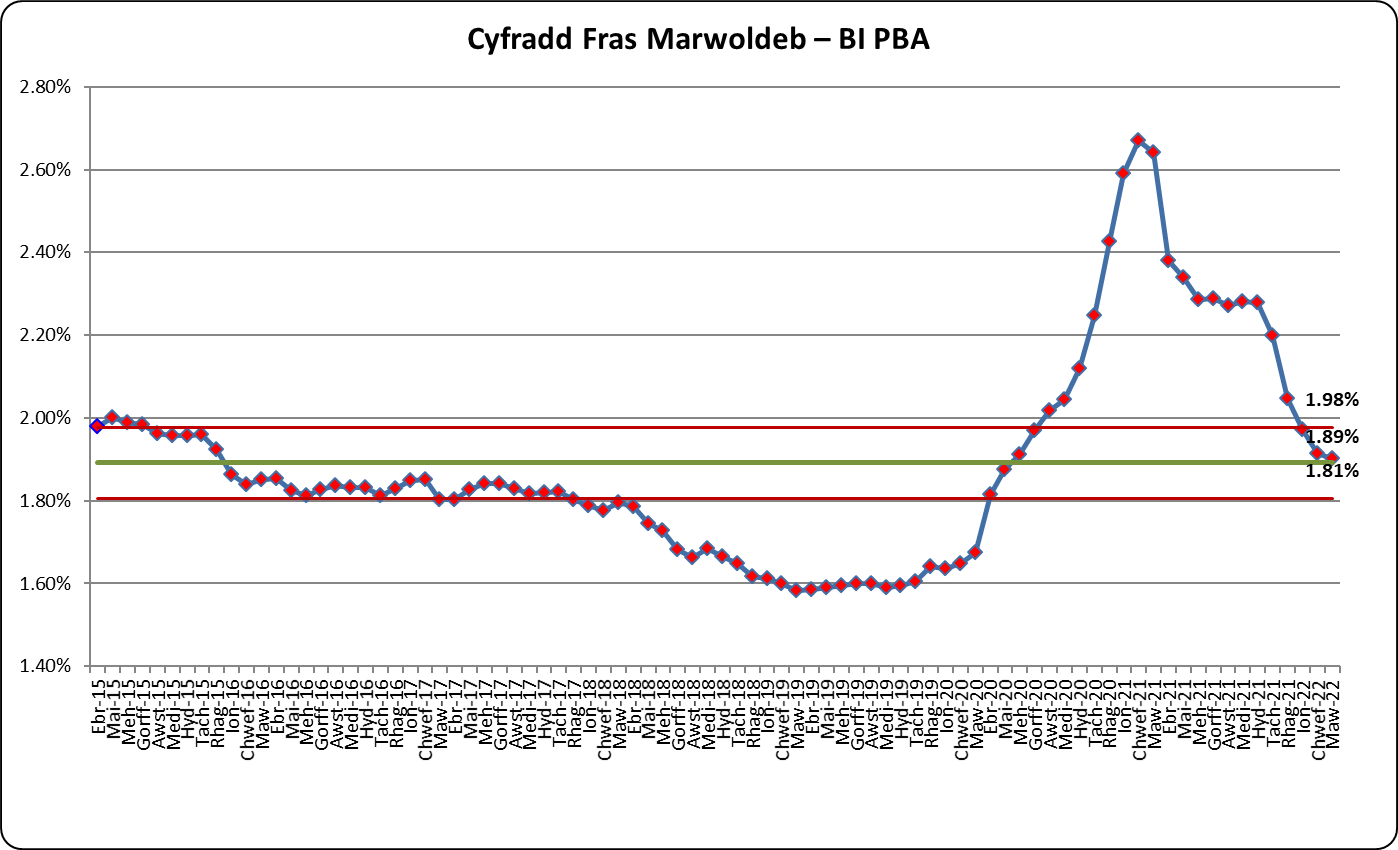 Cyfradd Fras Marwoldeb – BI PBA
2.80%
2.60%
2.40%
2.20%
2.00%
1.80%
1.60%
1.40%
1.98%
1.89%
1.81%
Ebr-15
Mai-15
Meh-15
Gorff-15
Awst-15
Medi-15
Hyd-15
Tach-15
Rhag-15
Ion-16
Chwef-16
Maw-16
Ebr-16
Mai-16
Meh-16
Gorff-16
Awst-16
Medi-16
Hyd-16
Tach-16
Rhag-16
Ion-17
Chwef-17
Maw-17
Ebr-17
Mai-17
Meh-17
Gorff-17
Awst-17
Medi-17
Hyd-17
Tach-17
Rhag-17
Ion-18
Chwef-18
Maw-18
Ebr-18
Mai-18
Meh-18
Gorff-18
Awst-18
Medi-18
Hyd-18
Tach-18
Rhag-18
Ion-19
Chwef-19
Maw-19
Ebr-19
Mai-19
Meh-19
Gorff-19
Awst-19
Medi-19
Hyd-19
Tach-19
Rhag-19
Ion-20
Chwef-20
Maw-20
Ebr-20
Mai-20
Meh-20
Gorff-20
Awst-20
Medi-20
Hyd-20
Tach-20
Rhag-20
Ion-21
Chwef-21
Maw-21
Ebr-21
Mai-21
Meh-21
Gorff-21
Awst-21
Medi-21
Hyd-21
Tach-21
Rhag-21
Ion-22
Chwef-22
Maw-22